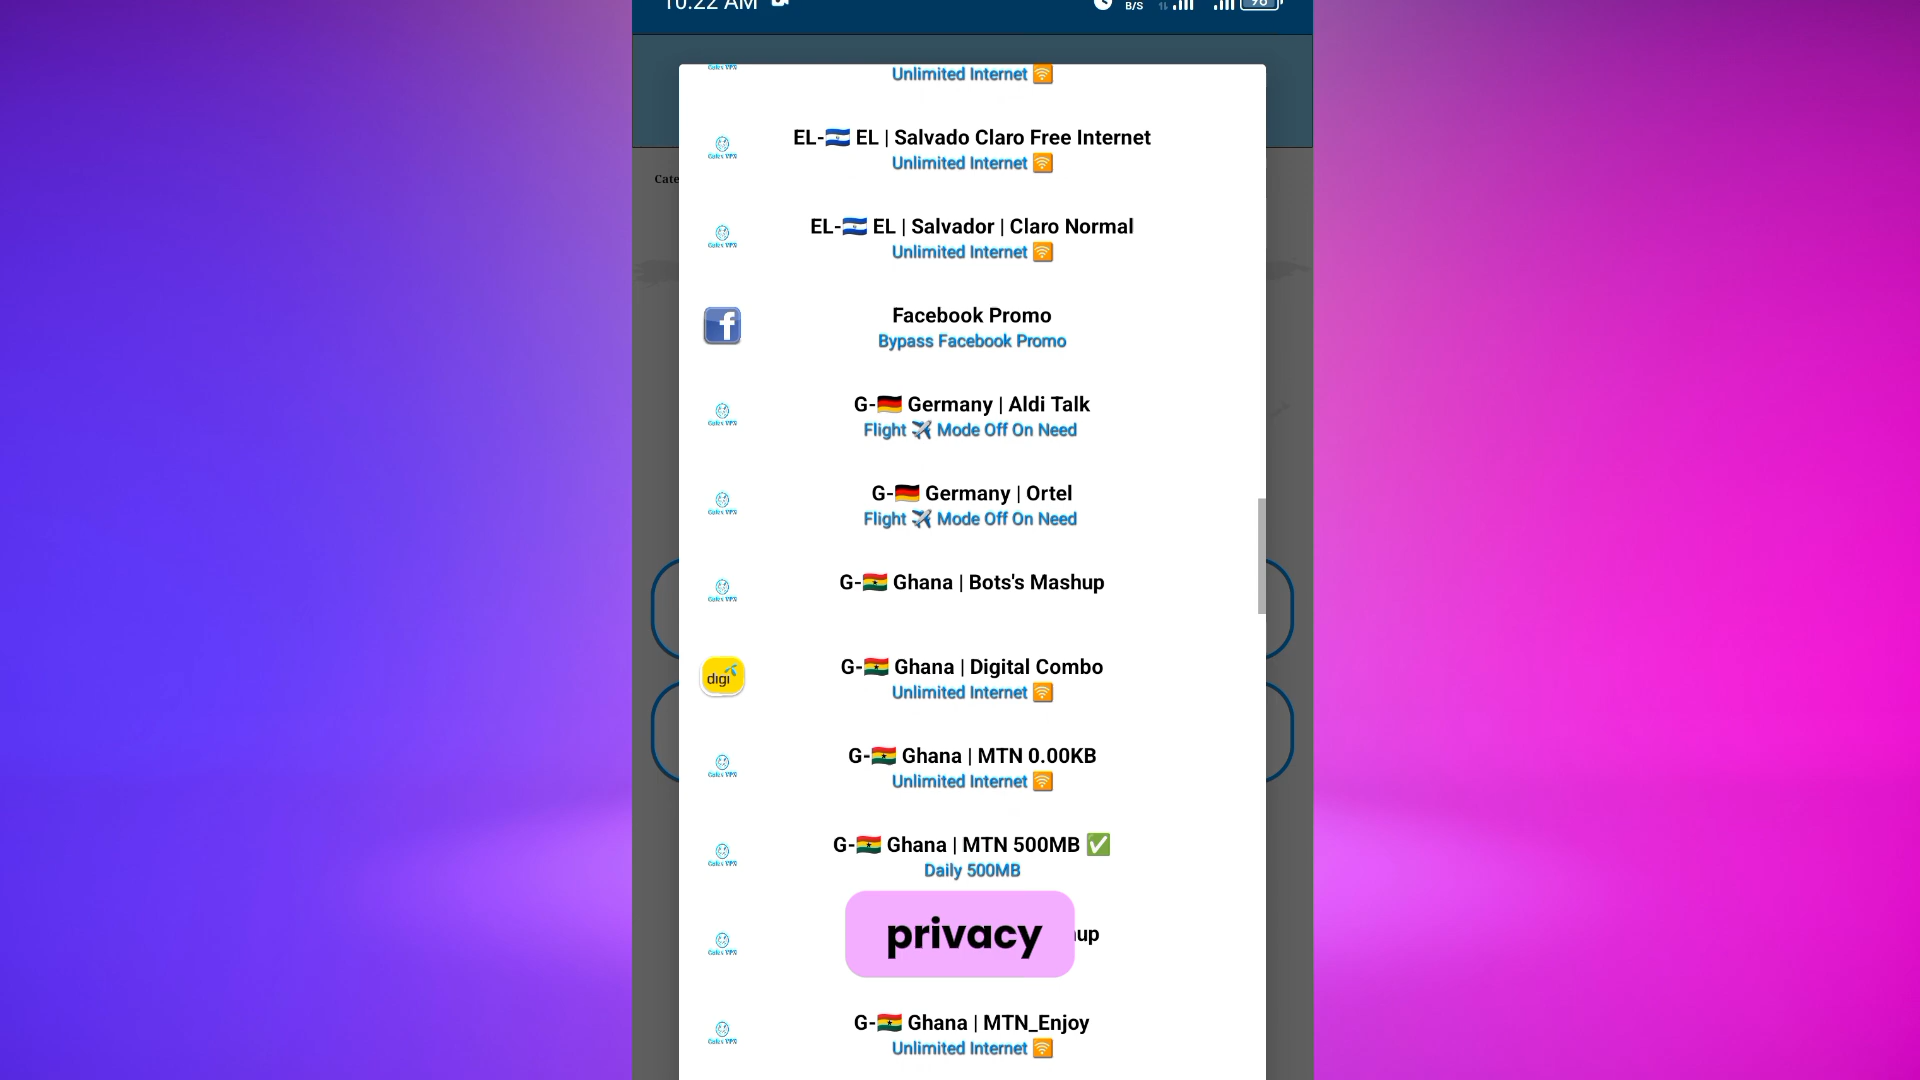 10:22 AM
B/S
96
Unlimited Internet 🛜
EL-🇸🇻 EL | Salvado Claro Free Internet
Unlimited Internet 🛜
Cate
EL-🇸🇻 EL | Salvador | Claro Normal
Unlimited Internet 🛜
Facebook Promo
Bypass Facebook Promo
G-🇩🇪 Germany | Aldi Talk
Flight ✈️ Mode Off On Need
G-🇩🇪 Germany | Ortel
Flight ✈️ Mode Off On Need
G-🇬🇭 Ghana | Bots's Mashup
digi
G-🇬🇭 Ghana | Digital Combo
Unlimited Internet 🛜
G-🇬🇭 Ghana | MTN 0.00KB
Unlimited Internet 🛜
G-🇬🇭 Ghana | MTN 500MB ✅
Daily 500MB
privacy
up
G-🇬🇭 Ghana | MTN_Enjoy
Unlimited Internet 🛜